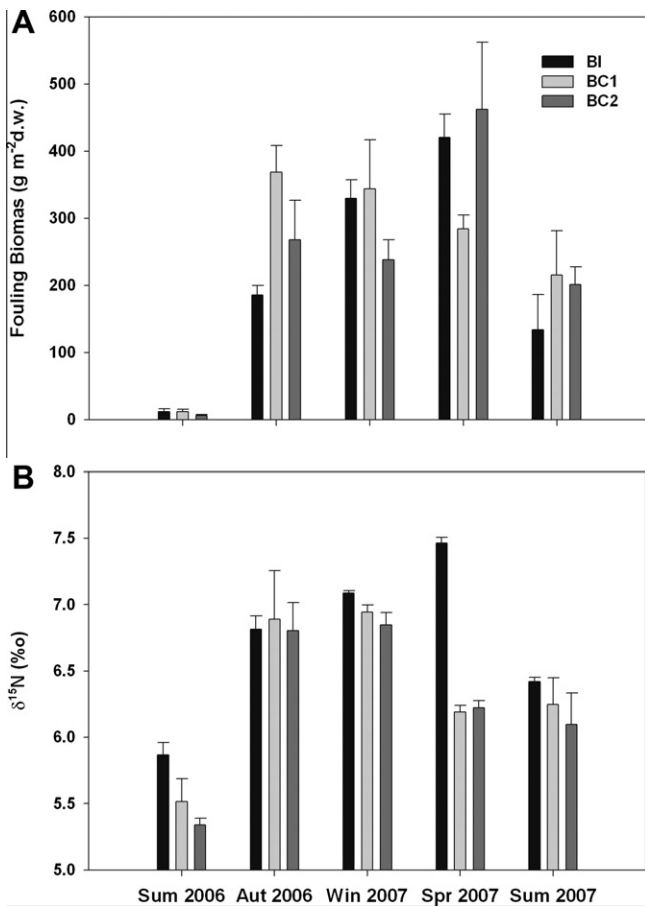 A
600
500
400
300
200
100
0
Fouling Biomas (g m⁻²d.w.)
BI
BC1
BC2
B
8.0
7.5
7.0
6.5
6.0
5.5
5.0
δ¹⁵N (‰)
Sum 2006 Aut 2006 Win 2007 Spr 2007 Sum 2007